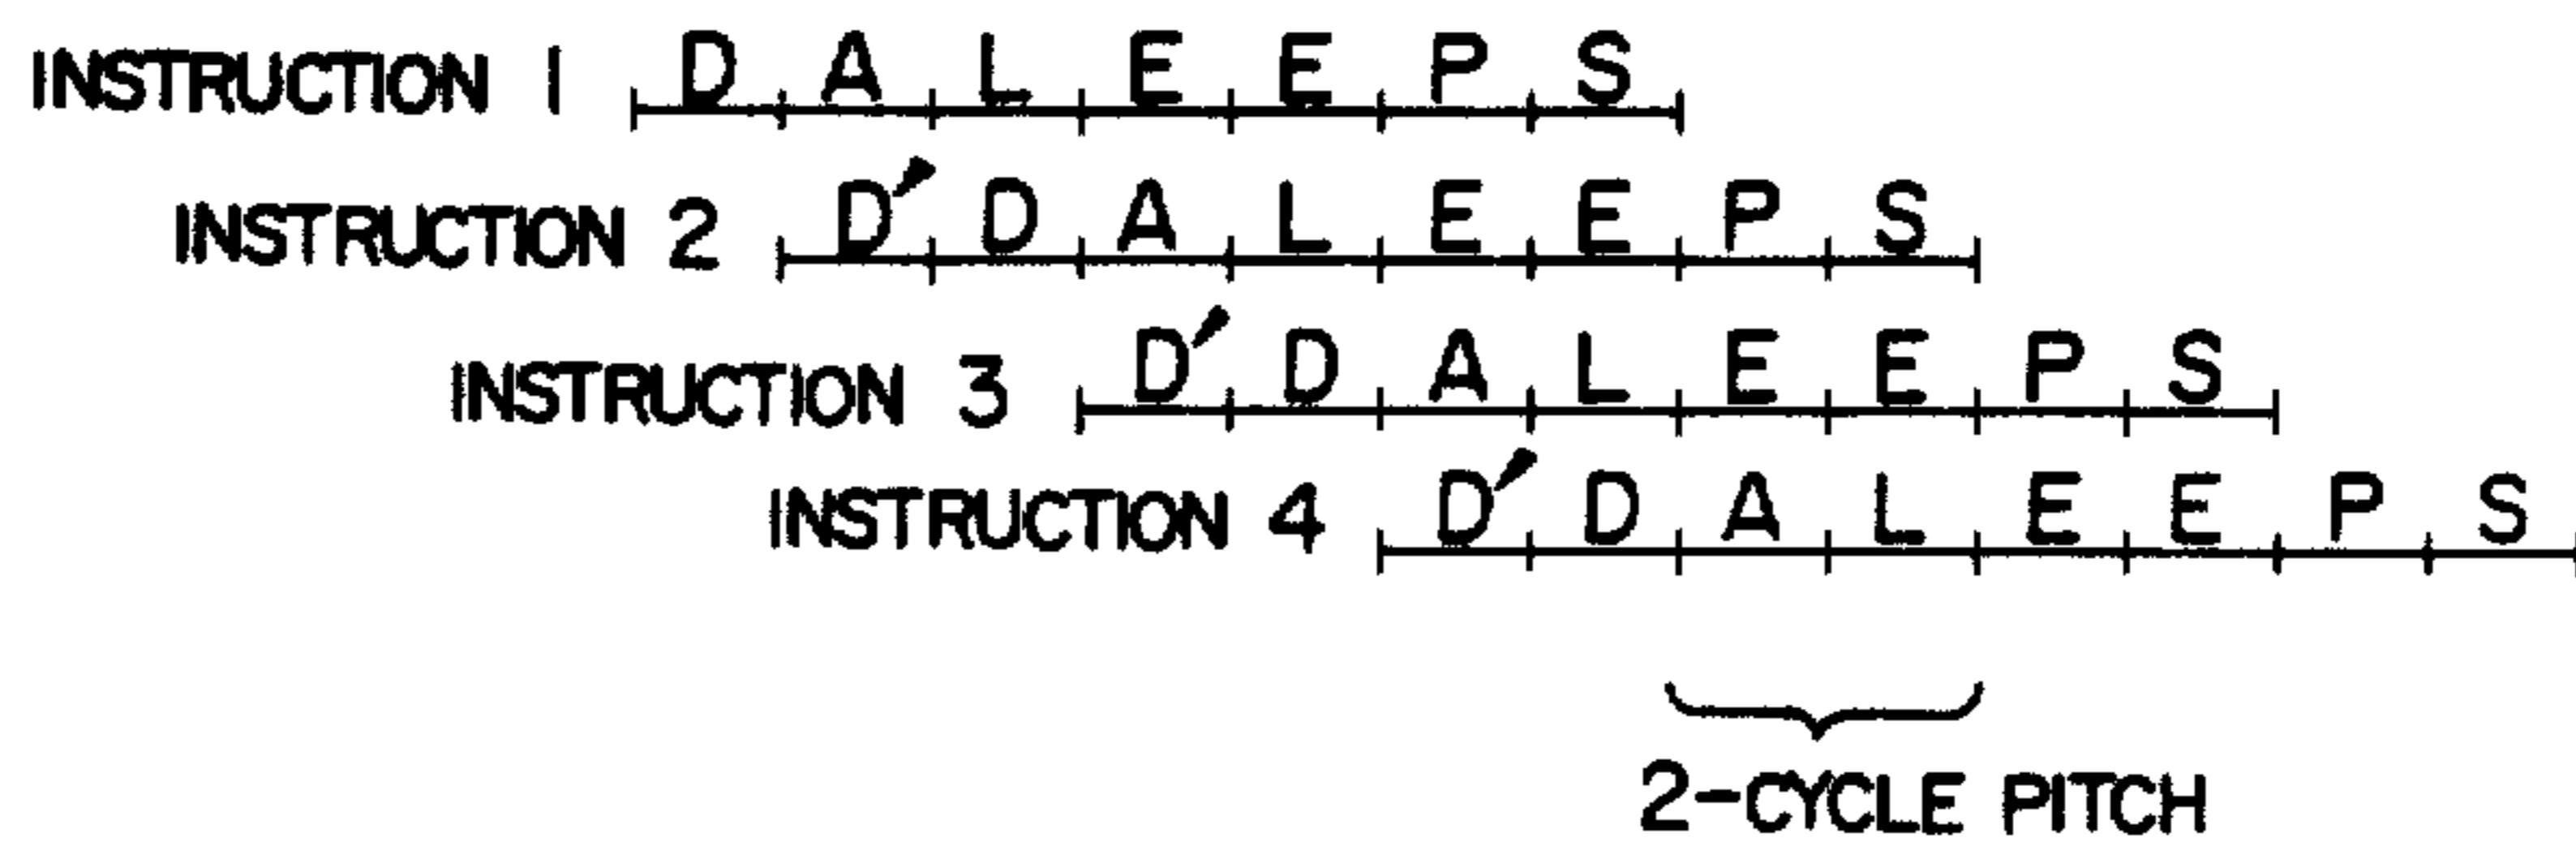 INSTRUCTION 1 D A L E E P S
INSTRUCTION 2 D' D A L E E P S
INSTRUCTION 3 D' D A L E E P S
INSTRUCTION 4 D' D A L E E P S
2-CYCLE PITCH